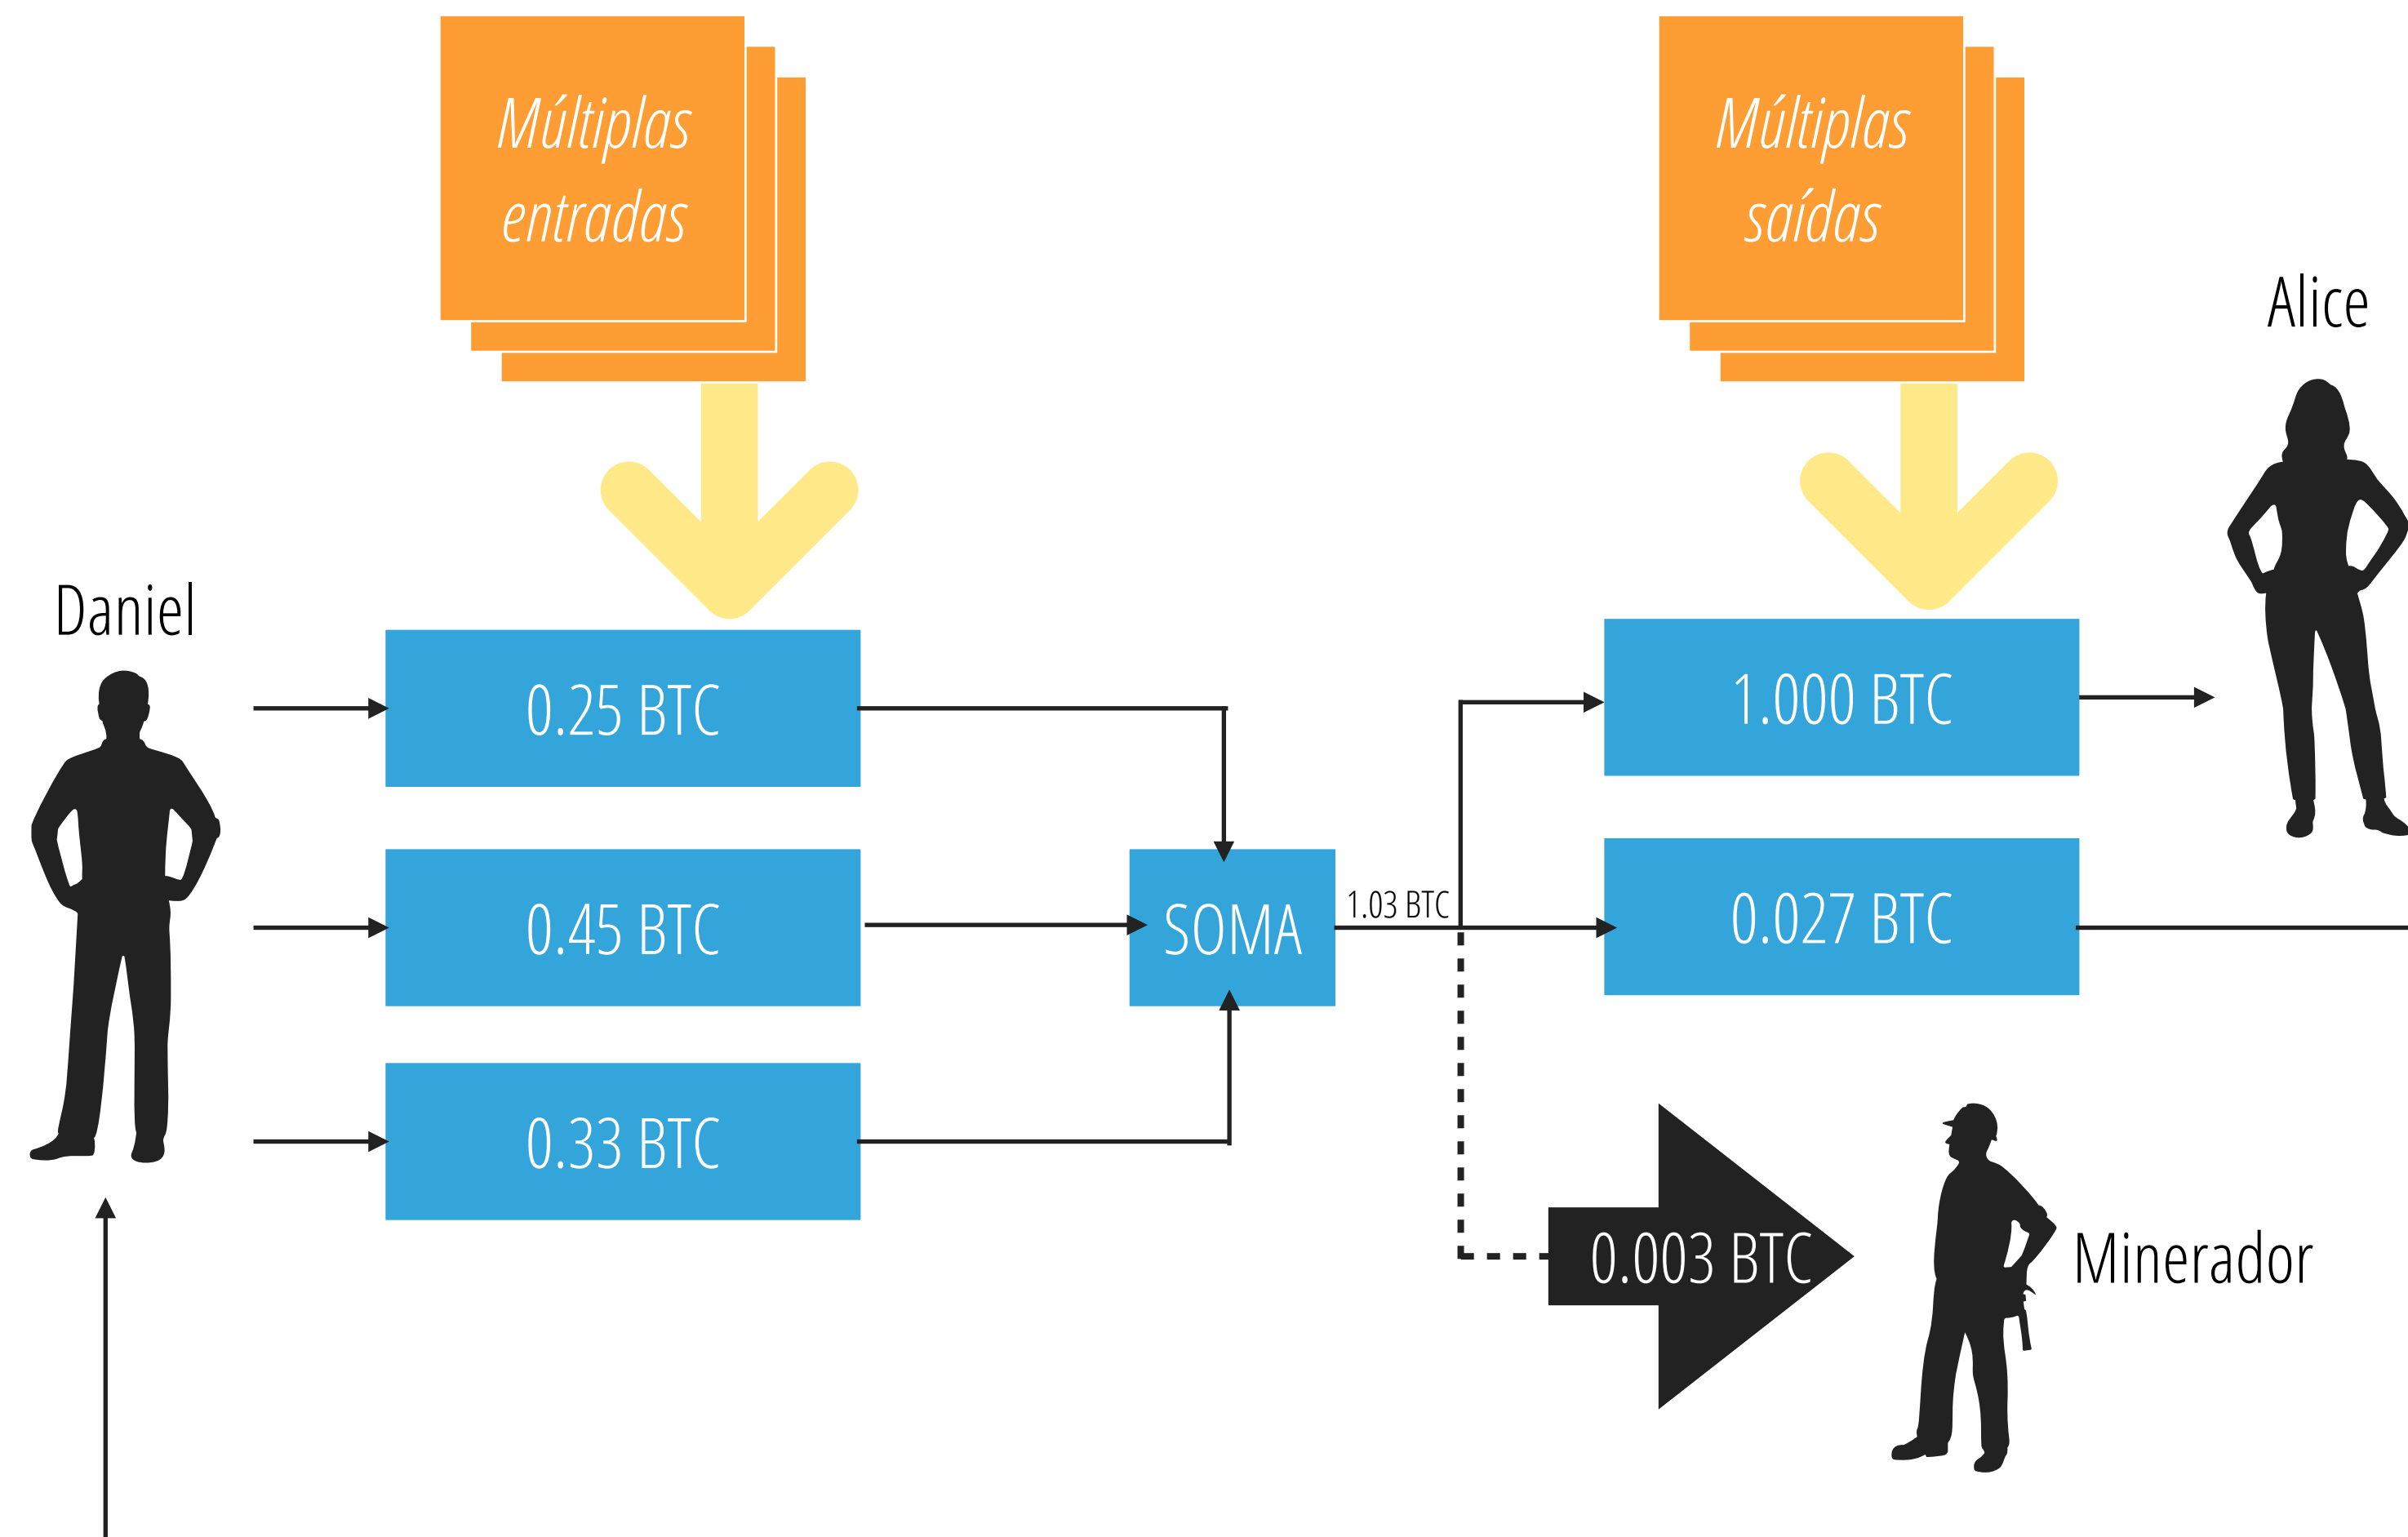 Múltiplas
entradas
Múltiplas
saídas
Alice
Daniel
0.25 BTC
1.000 BTC
0.45 BTC
SOMA
1.03 BTC
0.027 BTC
0.33 BTC
0.003 BTC
Minerador